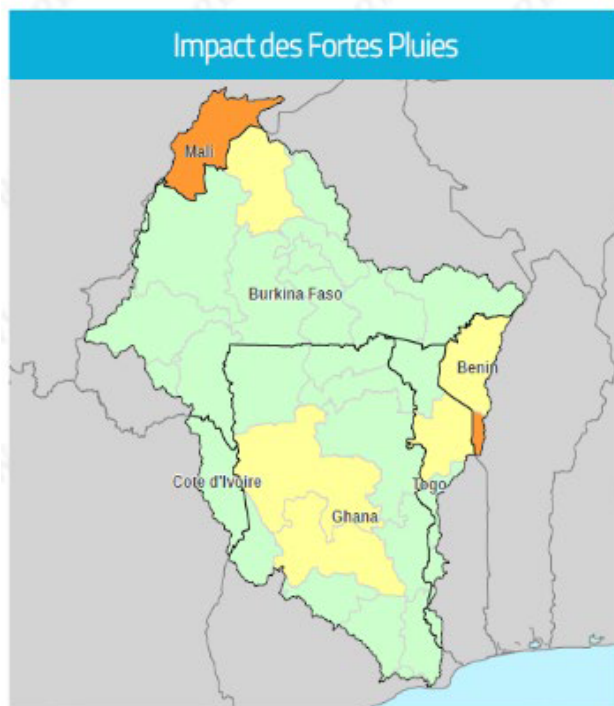 Impact des Fortes Pluies
Mali
Burkina Faso
Benin
Cote d'Ivoire
Togo
Ghana